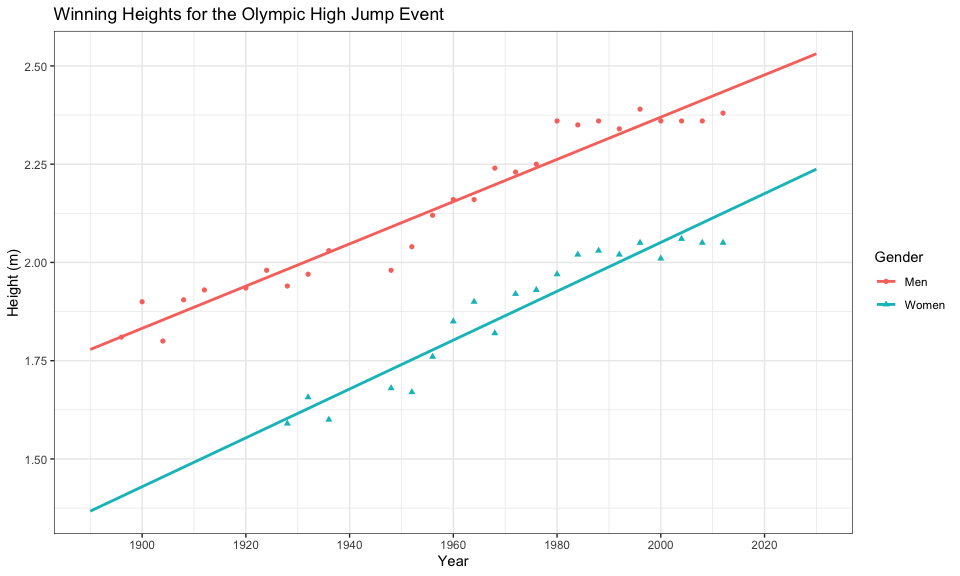 Winning Heights for the Olympic High Jump Event
2.50
2.25
2.00
1.75
1.50
Height (m)
1900 1920 1940 1960 1980 2000 2020
Year
Gender
Men
Women